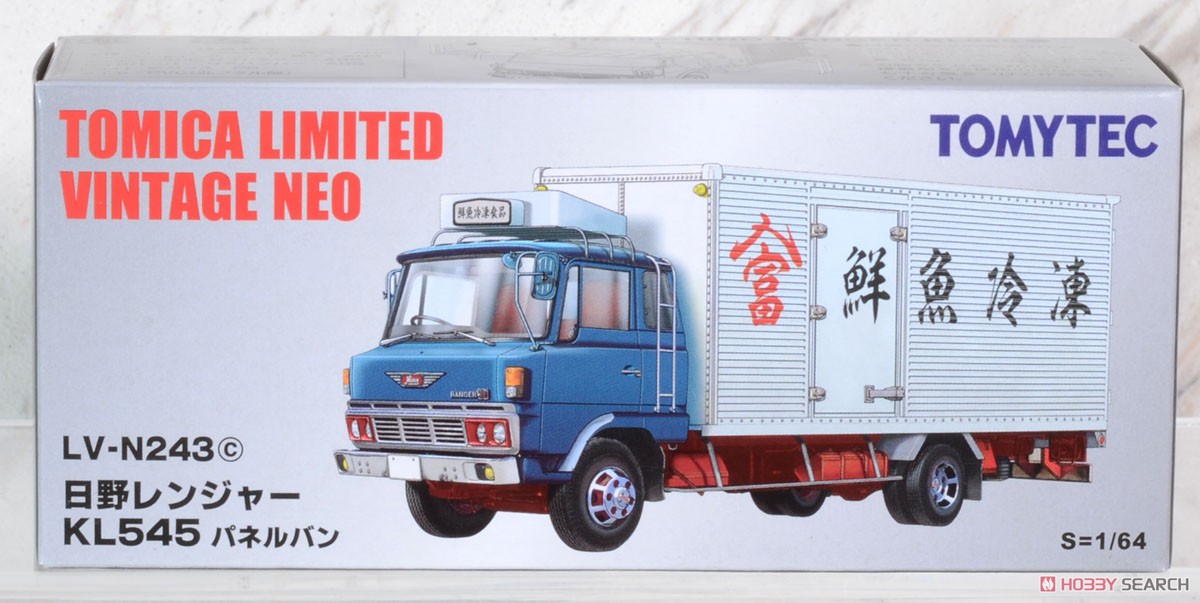 TOMICA LIMITED
VINTAGE NEO
TOMYTEC
鮮魚冷凍食品
富 鮮魚冷凍
RANGER
LV-N243ⓒ
日野レンジャー
KL545 パネルバン
S=1/64
HOBBY SEARCH